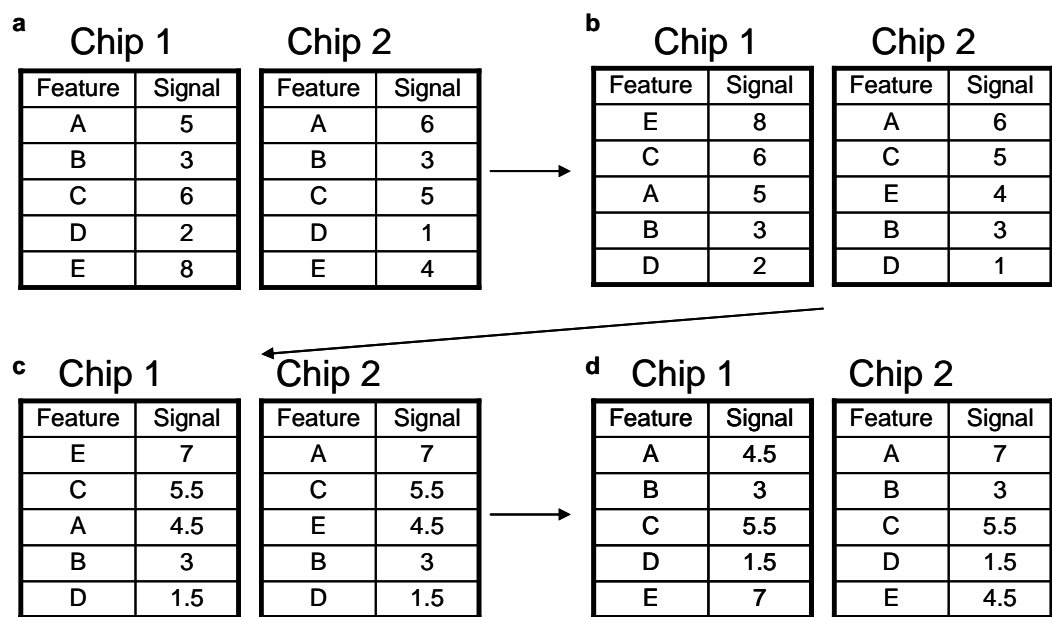 a Chip 1 Chip 2
Feature Signal Feature Signal
A 5 A 6
B 3 B 3
C 6 C 5
D 2 D 1
E 8 E 4
b Chip 1 Chip 2
Feature Signal Feature Signal
E 8 A 6
C 6 C 5
A 5 E 4
B 3 B 3
D 2 D 1
c Chip 1 Chip 2
Feature Signal Feature Signal
E 7 A 7
C 5.5 C 5.5
A 4.5 E 4.5
B 3 B 3
D 1.5 D 1.5
d Chip 1 Chip 2
Feature Signal Feature Signal
A 4.5 A 7
B 3 B 3
C 5.5 C 5.5
D 1.5 D 1.5
E 7 E 4.5